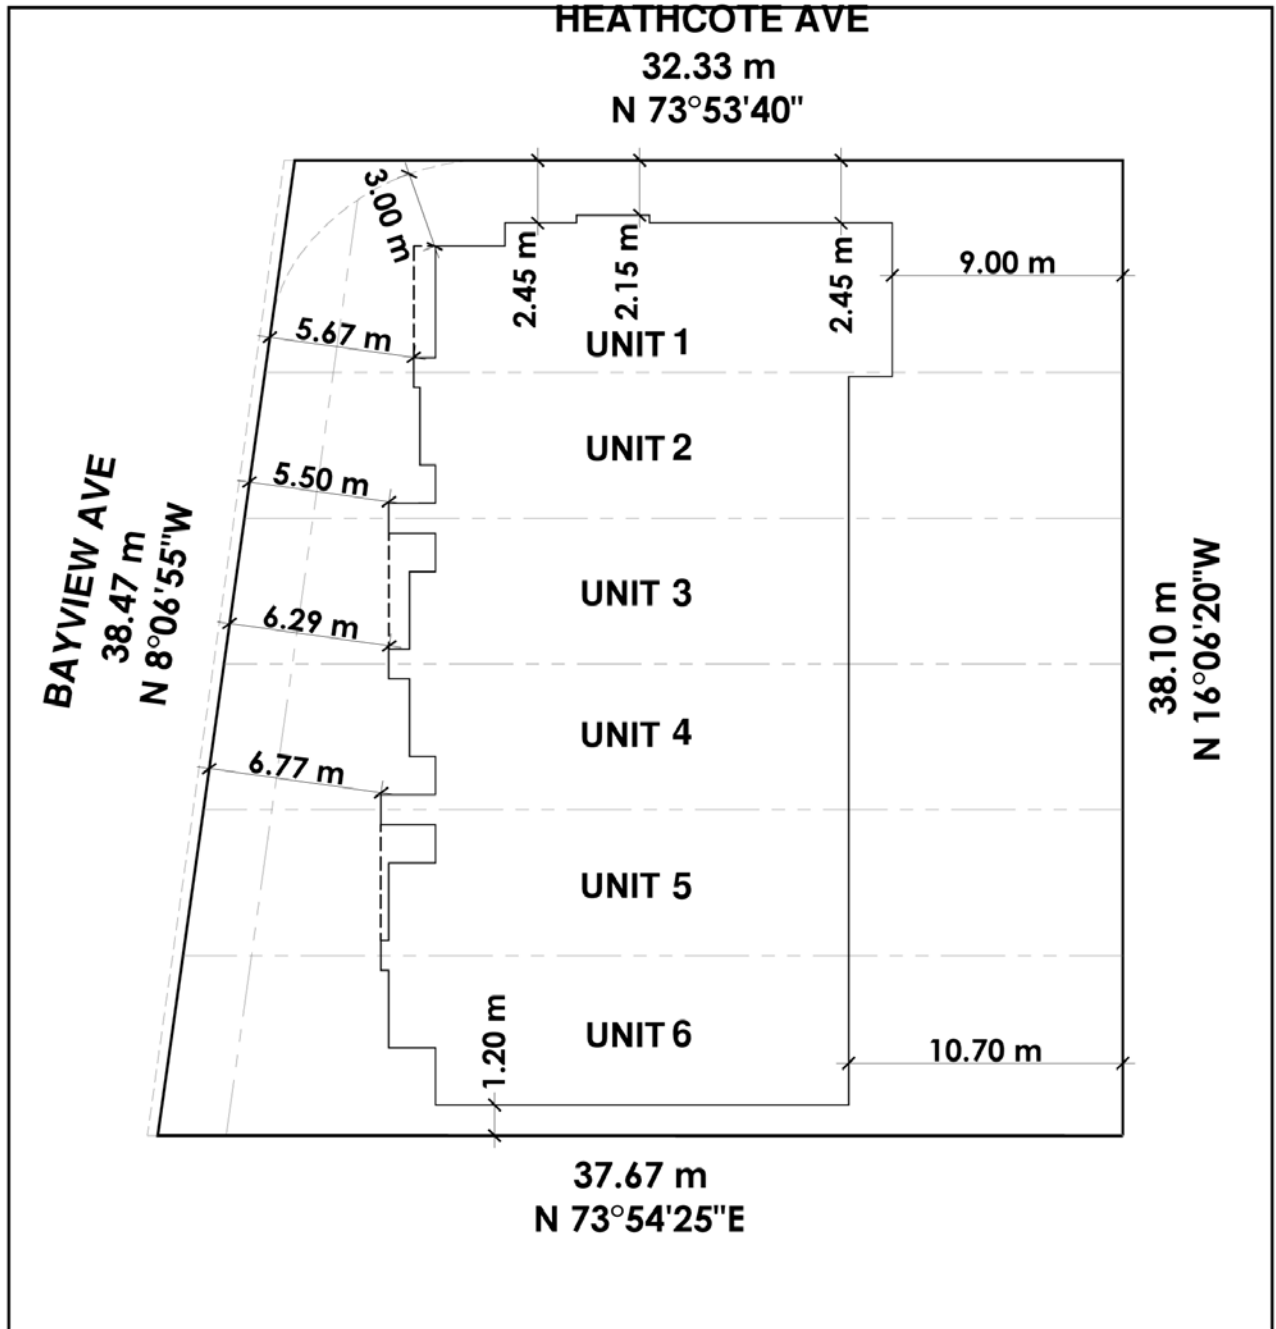 HEATHCOTE AVE
32.33 m
N 73°53'40"
3.00 m
2.45 m
2.15 m
2.45 m
9.00 m
5.67 m
UNIT 1
UNIT 2
5.50 m
BAYVIEW AVE
38.47 m
N 8°06'55"W
UNIT 3
6.29 m
38.10 m
N 16°06'20"W
UNIT 4
6.77 m
UNIT 5
1.20 m
UNIT 6
10.70 m
37.67 m
N 73°54'25"E